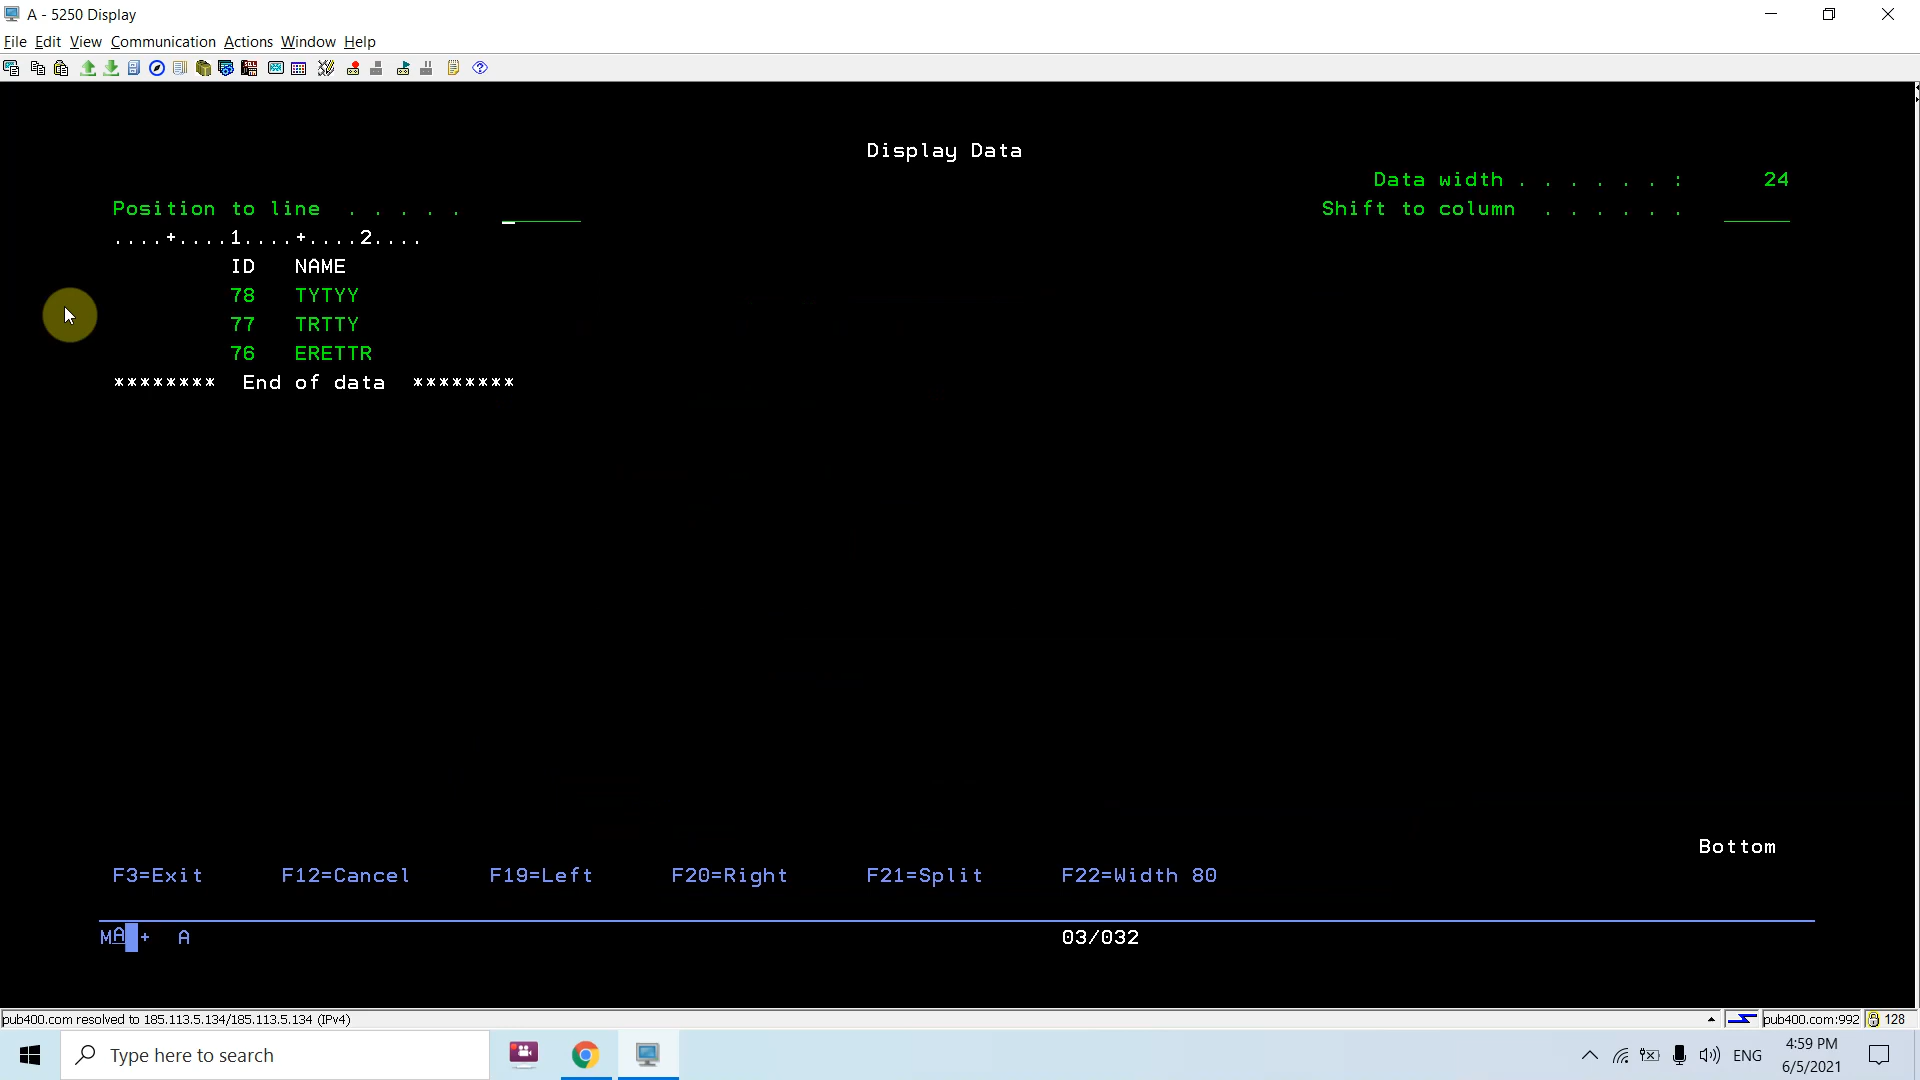 A - 5250 Display
File Edit View Communication Actions Window Help
Display Data
Data width . . . . . . : 24
Position to line . . . . . Shift to column . . . . . .
....+....1....+....2....
ID NAME
78 TYTYY
77 TRTTY
76 ERETTR
******** End of data ********
Bottom
F3=Exit F12=Cancel F19=Left F20=Right F21=Split F22=Width 80
MA + A 03/032
pub400.com resolved to 185.113.5.134/185.113.5.134 (IPv4) pub400.com:992 128
Type here to search ENG 4:59 PM
6/5/2021